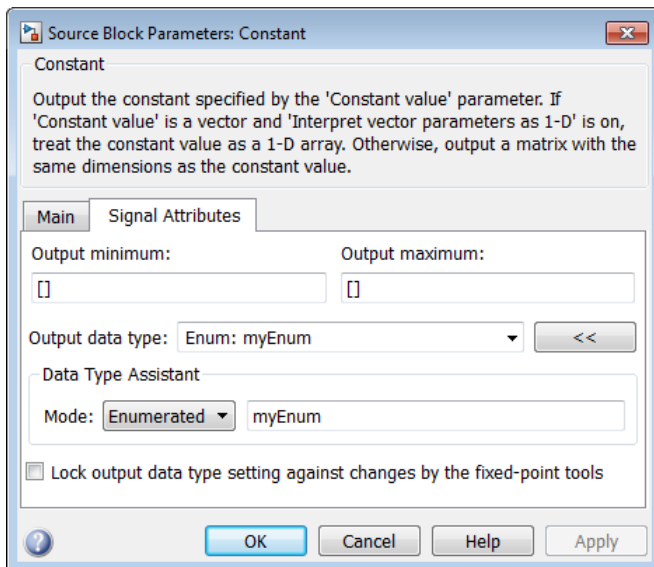 Source Block Parameters: Constant
Constant
Output the constant specified by the 'Constant value' parameter. If
'Constant value' is a vector and 'Interpret vector parameters as 1-D' is on,
treat the constant value as a 1-D array. Otherwise, output a matrix with the
same dimensions as the constant value.
Main Signal Attributes
Output minimum: Output maximum:
[] []
Output data type: Enum: myEnum <<
Data Type Assistant
Mode: Enumerated myEnum
Lock output data type setting against changes by the fixed-point tools
? OK Cancel Help Apply